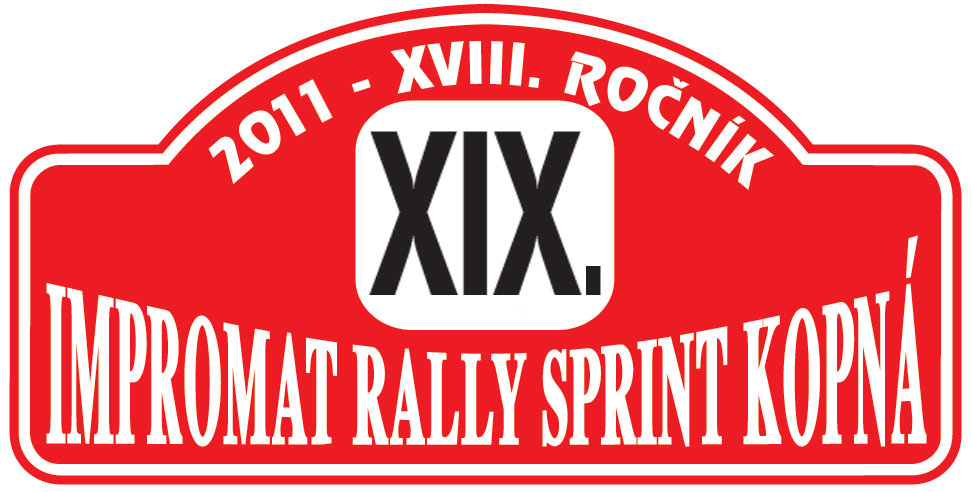 2011 - XVIII. ROČNÍK
XIX.
IMPROMAT RALLY SPRINT KOPNÁ